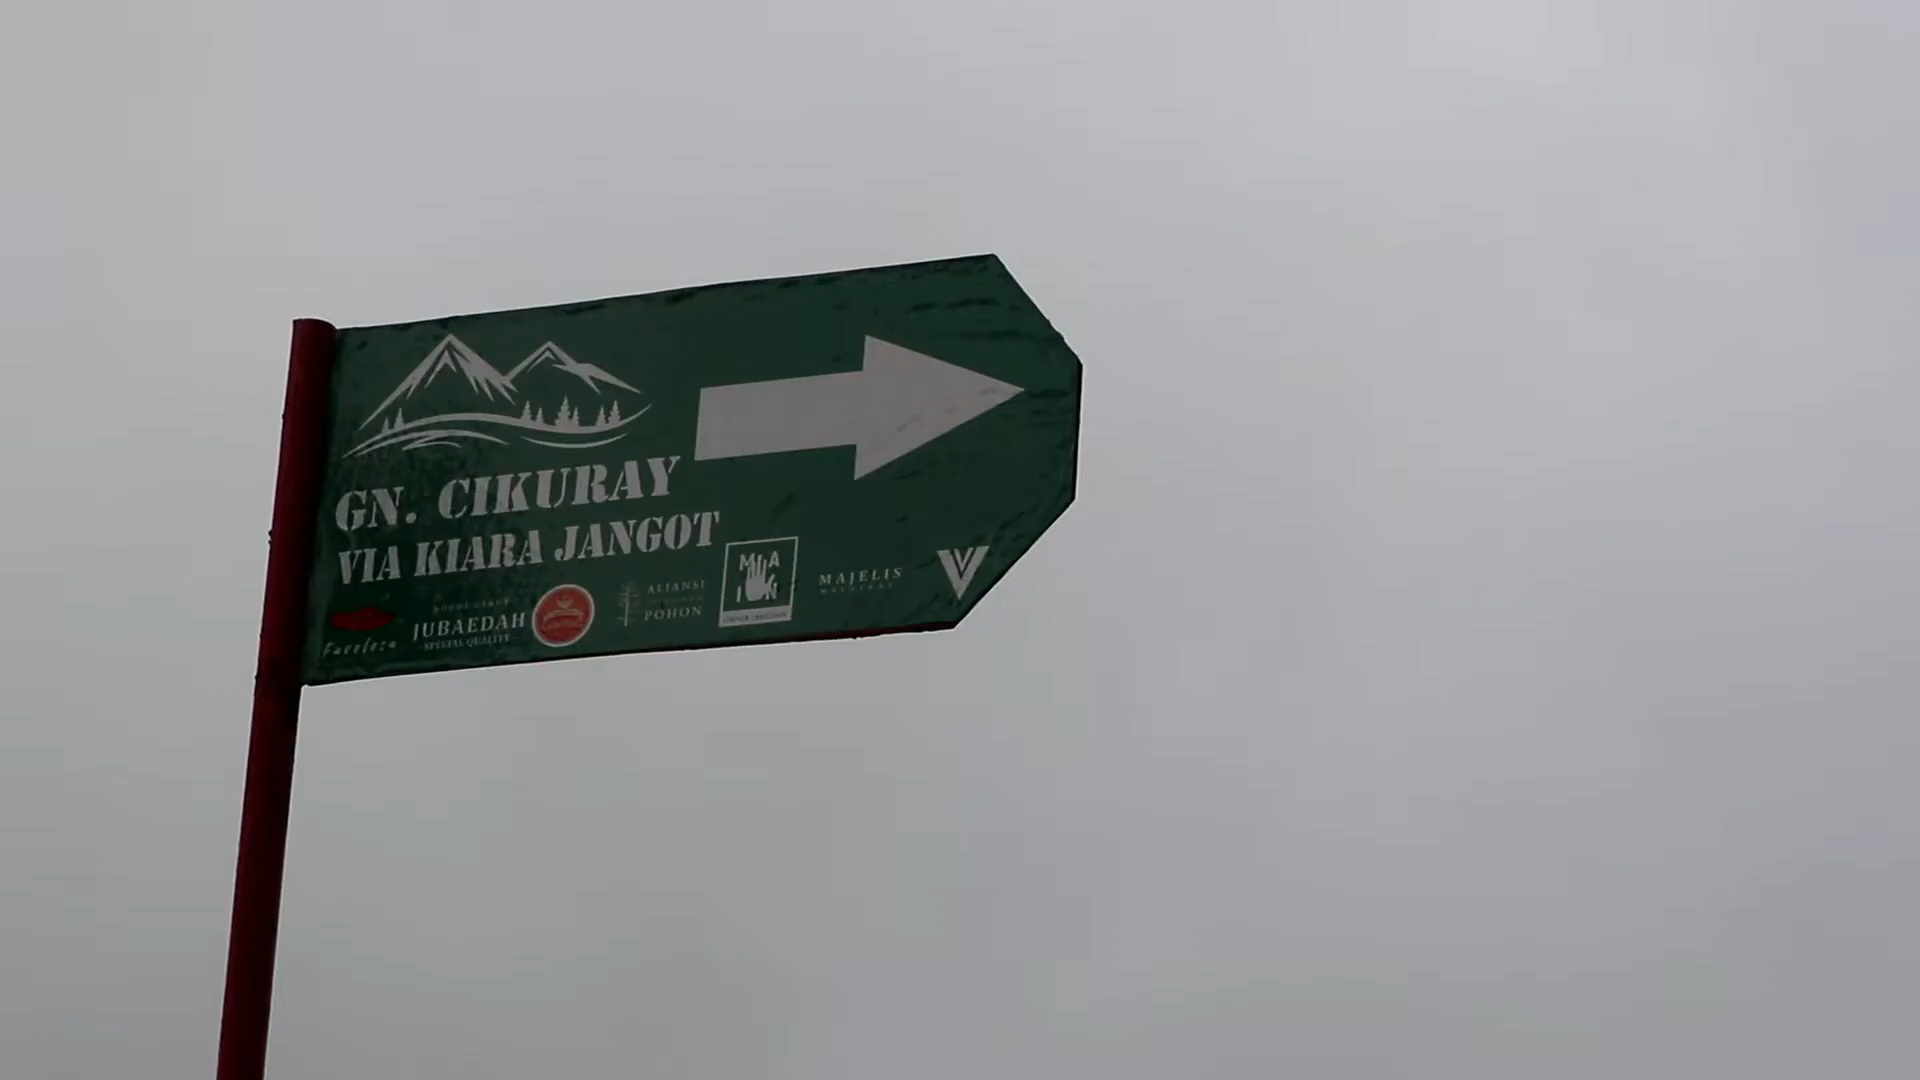 GN. CIKURAY
VIA KIARA JANGOT
JUBAEDAH
-SPECIAL QUALITY-
ALIANSI
POHON
MAJELIS